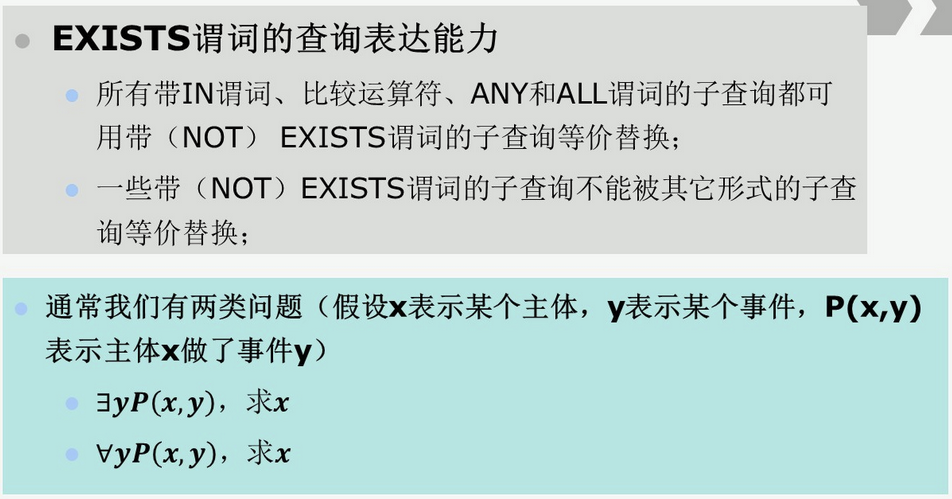 EXISTS谓词的查询表达能力
所有带IN谓词、比较运算符、ANY和ALL谓词的子查询都可
用带（NOT） EXISTS谓词的子查询等价替换；
一些带（NOT）EXISTS谓词的子查询不能被其它形式的子查
询等价替换；
通常我们有两类问题（假设x表示某个主体，y表示某个事件，P(x,y)
表示主体x做了事件y）
∃yP(x,y)，求x
∀yP(x,y)，求x